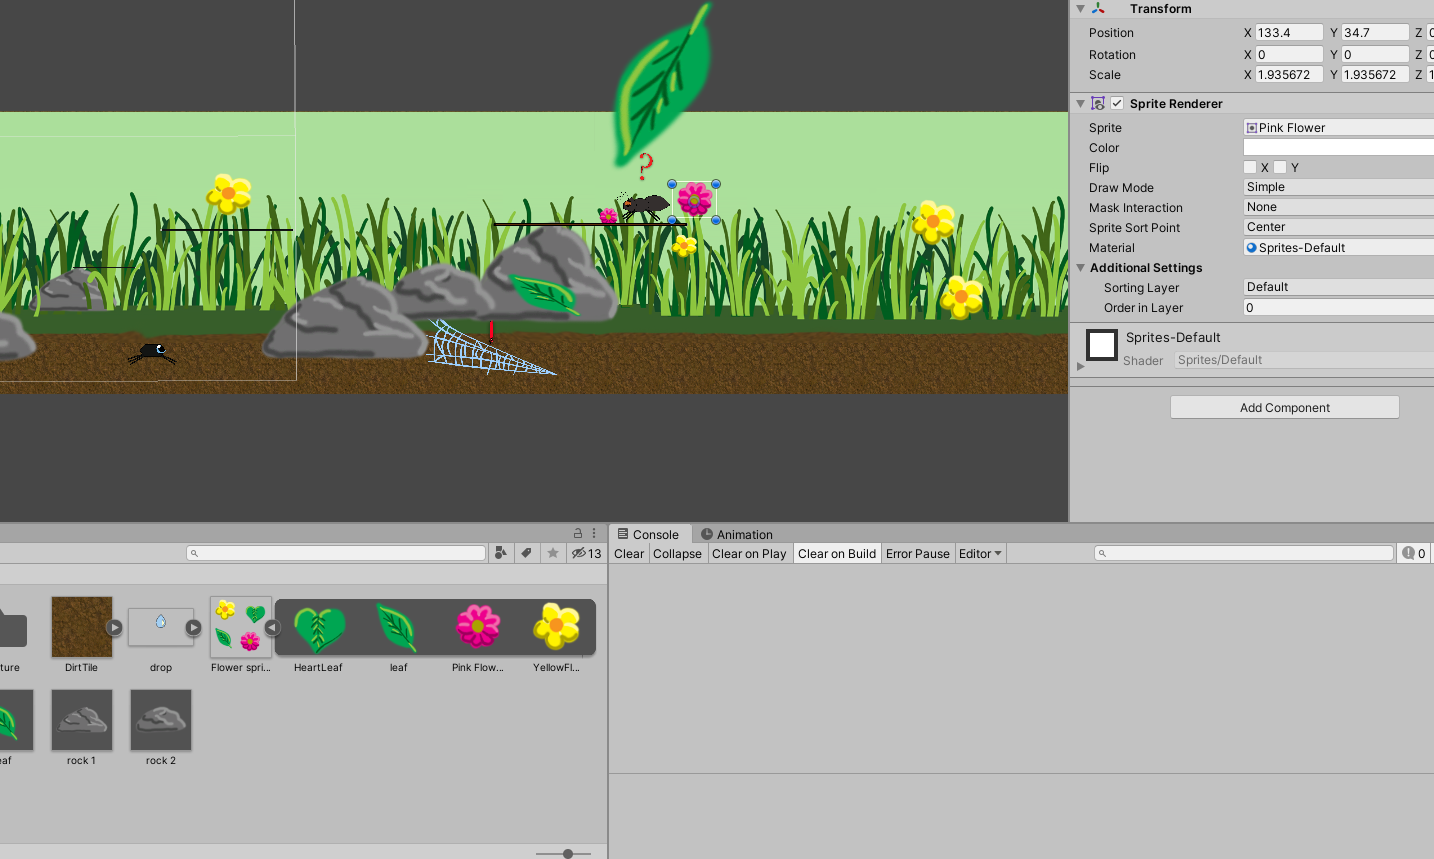 Transform
Position X 133.4 Y 34.7 Z 0
Rotation X 0 Y 0 Z 0
Scale X 1.935672 Y 1.935672 Z 1
Sprite Renderer
Sprite Pink Flower
Color
Flip X Y
Draw Mode Simple
Mask Interaction None
Sprite Sort Point Center
Material Sprites-Default
Additional Settings
Sorting Layer Default
Order in Layer 0
Sprites-Default
Shader Sprites/Default
Add Component
?
Console Animation
13 Clear Collapse Clear on Play Clear on Build Error Pause Editor 0
ture DirtTile drop Flower spri... HeartLeaf leaf Pink Flow... YellowFl...
eaf rock 1 rock 2